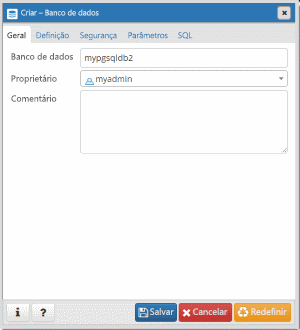 Criar – Banco de dados
Geral Definição Segurança Parâmetros SQL
Banco de dados mypgsqldb2
Proprietário myadmin
Comentário
i ? Salvar Cancelar Redefinir